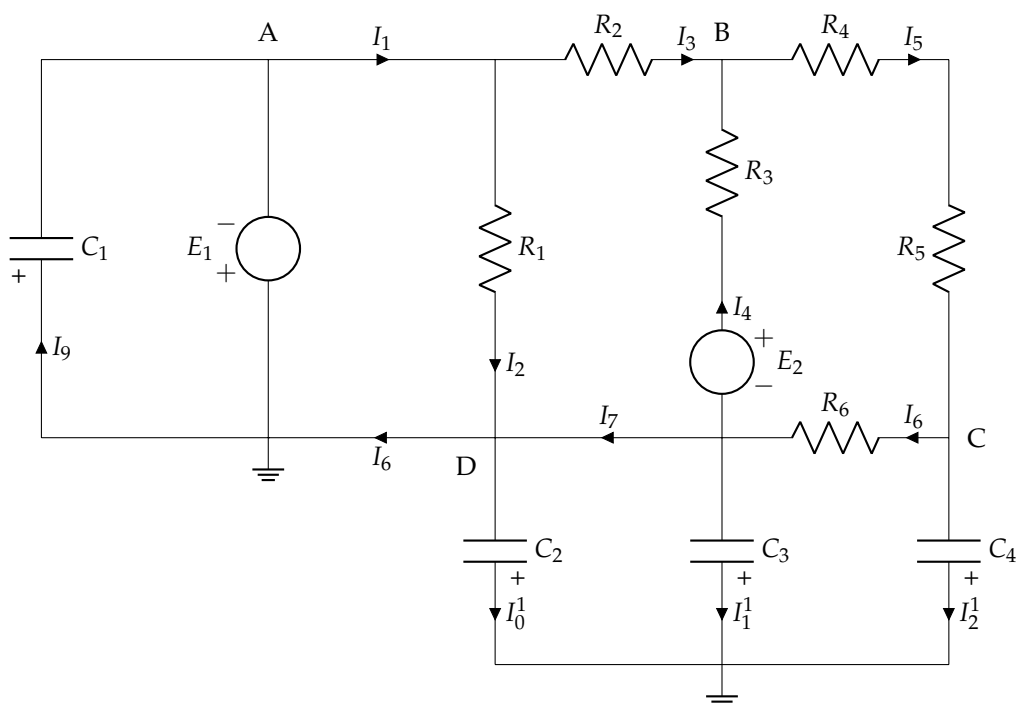 A
I₁
R₂
I₃
B
R₄
I₅
C₁
+
I₉
−
E₁
+
R₁
I₂
R₃
I₄
+
E₂
−
R₅
R₆
I₆
C
I₇
I₆
D
C₂
+
I₀¹
C₃
+
I₁¹
C₄
+
I₂¹